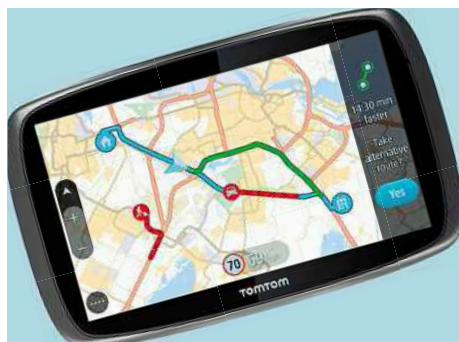 14:30 min
faster
Take
alternative
route?
Yes
70
TOMTOM